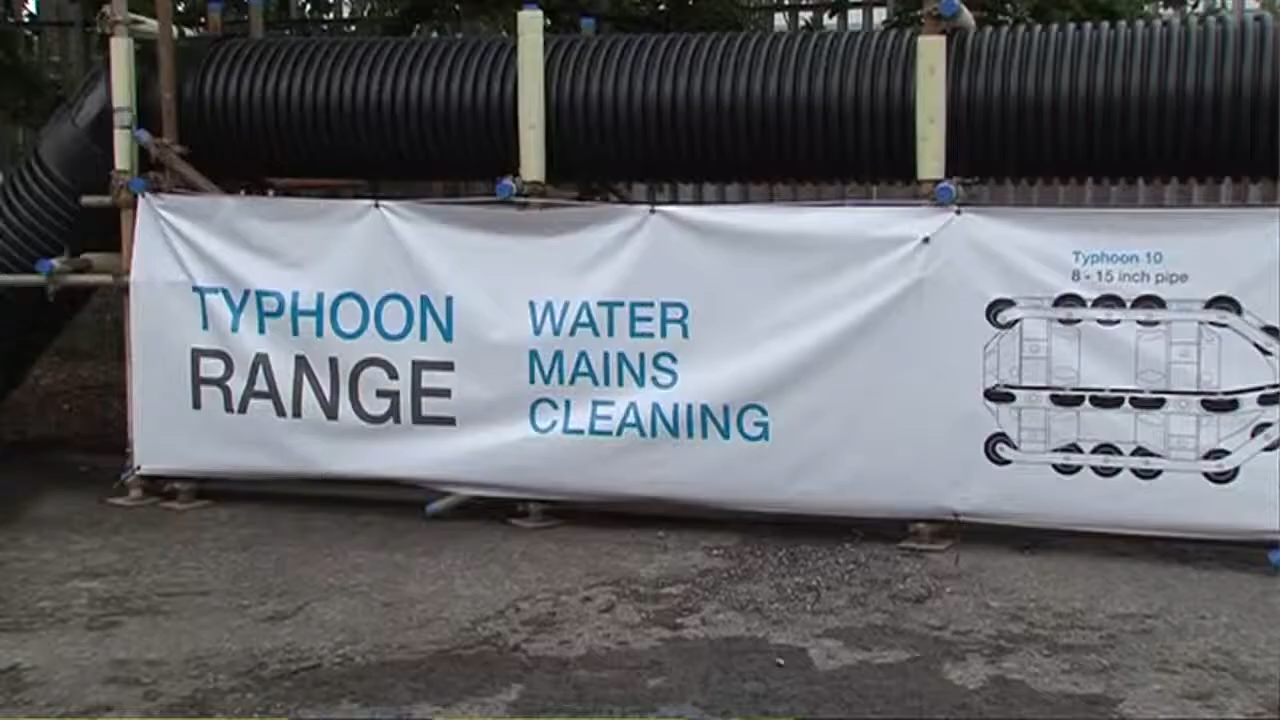 TYPHOON
RANGE
WATER
MAINS
CLEANING
Typhoon 10
8 - 15 inch pipe